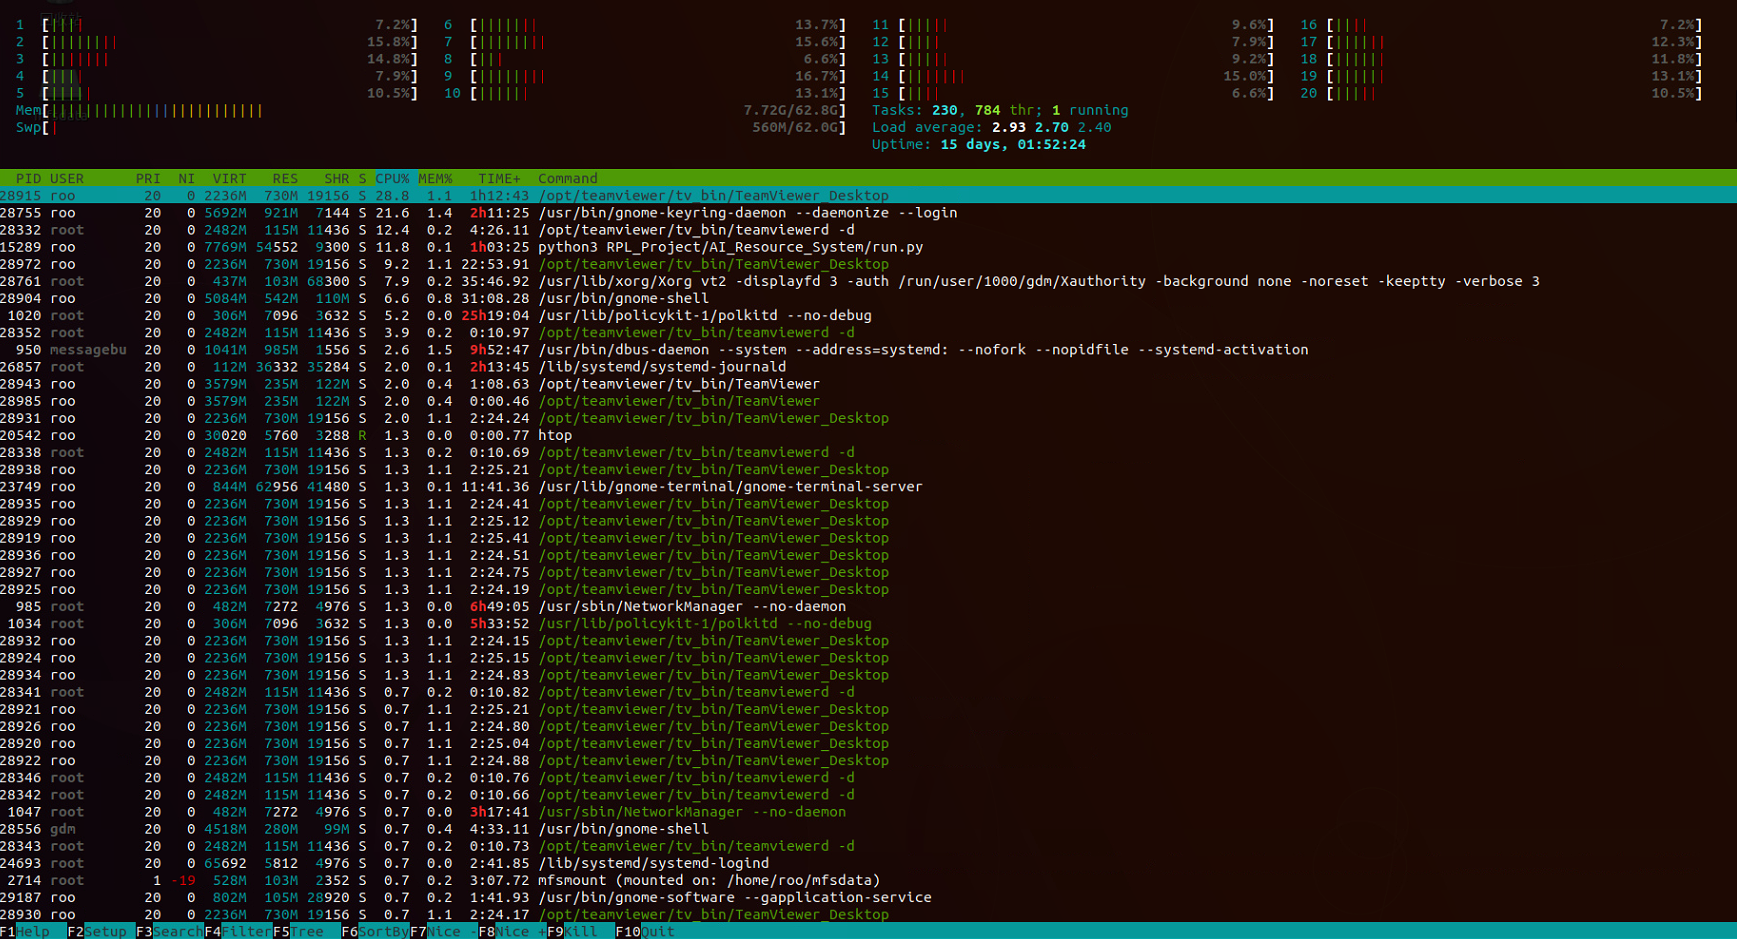 1 [|||| 7.2%] 6 [||||||| 13.7%] 11 [||||| 9.6%] 16 [|||| 7.2%]
2 [|||||||| 15.8%] 7 [|||||||| 15.6%] 12 [|||| 7.9%] 17 [|||||| 12.3%]
3 [||||||| 14.8%] 8 [||| 6.6%] 13 [||||| 9.2%] 18 [|||||| 11.8%]
4 [|||| 7.9%] 9 [|||||||| 16.7%] 14 [||||||| 15.0%] 19 [|||||| 13.1%]
5 [||||| 10.5%] 10 [|||||| 13.1%] 15 [|||| 6.6%] 20 [||||| 10.5%]
Mem[||||||||||||||||||||||||| 7.72G/62.8G] Tasks: 230, 784 thr; 1 running
Swp[| 560M/62.0G] Load average: 2.93 2.70 2.40
Uptime: 15 days, 01:52:24
PID USER PRI NI VIRT RES SHR S CPU% MEM% TIME+ Command
28915 roo 20 0 2236M 730M 19156 S 28.8 1.1 1h12:43 /opt/teamviewer/tv_bin/TeamViewer_Desktop
28755 roo 20 0 5692M 921M 7144 S 21.6 1.4 2h11:25 /usr/bin/gnome-keyring-daemon --daemonize --login
28332 root 20 0 2482M 115M 11436 S 12.4 0.2 4:26.11 /opt/teamviewer/tv_bin/teamviewerd -d
15289 roo 20 0 7769M 54552 9300 S 11.8 0.1 1h03:25 python3 RPL_Project/AI_Resource_System/run.py
28972 roo 20 0 2236M 730M 19156 S 9.2 1.1 22:53.91 /opt/teamviewer/tv_bin/TeamViewer_Desktop
28761 roo 20 0 437M 103M 68300 S 7.9 0.2 35:46.92 /usr/lib/xorg/Xorg vt2 -displayfd 3 -auth /run/user/1000/gdm/Xauthority -background none -noreset -keeptty -verbose 3
28904 roo 20 0 5084M 542M 110M S 6.6 0.8 31:08.28 /usr/bin/gnome-shell
1020 root 20 0 306M 7096 3632 S 5.2 0.0 25h19:04 /usr/lib/policykit-1/polkitd --no-debug
28352 root 20 0 2482M 115M 11436 S 3.9 0.2 0:10.97 /opt/teamviewer/tv_bin/teamviewerd -d
950 messagebu 20 0 1041M 985M 1556 S 2.6 1.5 9h52:47 /usr/bin/dbus-daemon --system --address=systemd: --nofork --nopidfile --systemd-activation
26857 root 20 0 112M 36332 35284 S 2.0 0.1 2h13:45 /lib/systemd/systemd-journald
28943 roo 20 0 3579M 235M 122M S 2.0 0.4 1:08.63 /opt/teamviewer/tv_bin/TeamViewer
28985 roo 20 0 3579M 235M 122M S 2.0 0.4 0:00.46 /opt/teamviewer/tv_bin/TeamViewer
28931 roo 20 0 2236M 730M 19156 S 2.0 1.1 2:24.24 /opt/teamviewer/tv_bin/TeamViewer_Desktop
20542 roo 20 0 30020 5760 3288 R 1.3 0.0 0:00.77 htop
28338 root 20 0 2482M 115M 11436 S 1.3 0.2 0:10.69 /opt/teamviewer/tv_bin/teamviewerd -d
28938 roo 20 0 2236M 730M 19156 S 1.3 1.1 2:25.21 /opt/teamviewer/tv_bin/TeamViewer_Desktop
23749 roo 20 0 844M 62956 41480 S 1.3 0.1 11:41.36 /usr/lib/gnome-terminal/gnome-terminal-server
28935 roo 20 0 2236M 730M 19156 S 1.3 1.1 2:24.41 /opt/teamviewer/tv_bin/TeamViewer_Desktop
28929 roo 20 0 2236M 730M 19156 S 1.3 1.1 2:25.12 /opt/teamviewer/tv_bin/TeamViewer_Desktop
28919 roo 20 0 2236M 730M 19156 S 1.3 1.1 2:25.41 /opt/teamviewer/tv_bin/TeamViewer_Desktop
28936 roo 20 0 2236M 730M 19156 S 1.3 1.1 2:24.51 /opt/teamviewer/tv_bin/TeamViewer_Desktop
28927 roo 20 0 2236M 730M 19156 S 1.3 1.1 2:24.75 /opt/teamviewer/tv_bin/TeamViewer_Desktop
28925 roo 20 0 2236M 730M 19156 S 1.3 1.1 2:24.19 /opt/teamviewer/tv_bin/TeamViewer_Desktop
985 root 20 0 482M 7272 4976 S 1.3 0.0 6h49:05 /usr/sbin/NetworkManager --no-daemon
1034 root 20 0 306M 7096 3632 S 1.3 0.0 5h33:52 /usr/lib/policykit-1/polkitd --no-debug
28932 roo 20 0 2236M 730M 19156 S 1.3 1.1 2:24.15 /opt/teamviewer/tv_bin/TeamViewer_Desktop
28924 roo 20 0 2236M 730M 19156 S 1.3 1.1 2:25.15 /opt/teamviewer/tv_bin/TeamViewer_Desktop
28934 roo 20 0 2236M 730M 19156 S 1.3 1.1 2:24.83 /opt/teamviewer/tv_bin/TeamViewer_Desktop
28341 root 20 0 2482M 115M 11436 S 0.7 0.2 0:10.82 /opt/teamviewer/tv_bin/teamviewerd -d
28921 roo 20 0 2236M 730M 19156 S 0.7 1.1 2:25.21 /opt/teamviewer/tv_bin/TeamViewer_Desktop
28926 roo 20 0 2236M 730M 19156 S 0.7 1.1 2:24.80 /opt/teamviewer/tv_bin/TeamViewer_Desktop
28920 roo 20 0 2236M 730M 19156 S 0.7 1.1 2:25.04 /opt/teamviewer/tv_bin/TeamViewer_Desktop
28922 roo 20 0 2236M 730M 19156 S 0.7 1.1 2:24.88 /opt/teamviewer/tv_bin/TeamViewer_Desktop
28346 root 20 0 2482M 115M 11436 S 0.7 0.2 0:10.76 /opt/teamviewer/tv_bin/teamviewerd -d
28342 root 20 0 2482M 115M 11436 S 0.7 0.2 0:10.66 /opt/teamviewer/tv_bin/teamviewerd -d
1047 root 20 0 482M 7272 4976 S 0.7 0.0 3h17:41 /usr/sbin/NetworkManager --no-daemon
28556 gdm 20 0 4518M 280M 99M S 0.7 0.4 4:33.11 /usr/bin/gnome-shell
28343 root 20 0 2482M 115M 11436 S 0.7 0.2 0:10.73 /opt/teamviewer/tv_bin/teamviewerd -d
24693 root 20 0 65692 5812 4976 S 0.7 0.0 2:41.85 /lib/systemd/systemd-logind
2714 root 1 -19 528M 103M 2352 S 0.7 0.2 3:07.72 mfsmount (mounted on: /home/roo/mfsdata)
29187 roo 20 0 802M 105M 28920 S 0.7 0.2 1:41.93 /usr/bin/gnome-software --gapplication-service
28930 roo 20 0 2236M 730M 19156 S 0.7 1.1 2:24.17 /opt/teamviewer/tv_bin/TeamViewer_Desktop
F1Help F2Setup F3SearchF4FilterF5Tree F6SortByF7Nice -F8Nice +F9Kill F10Quit